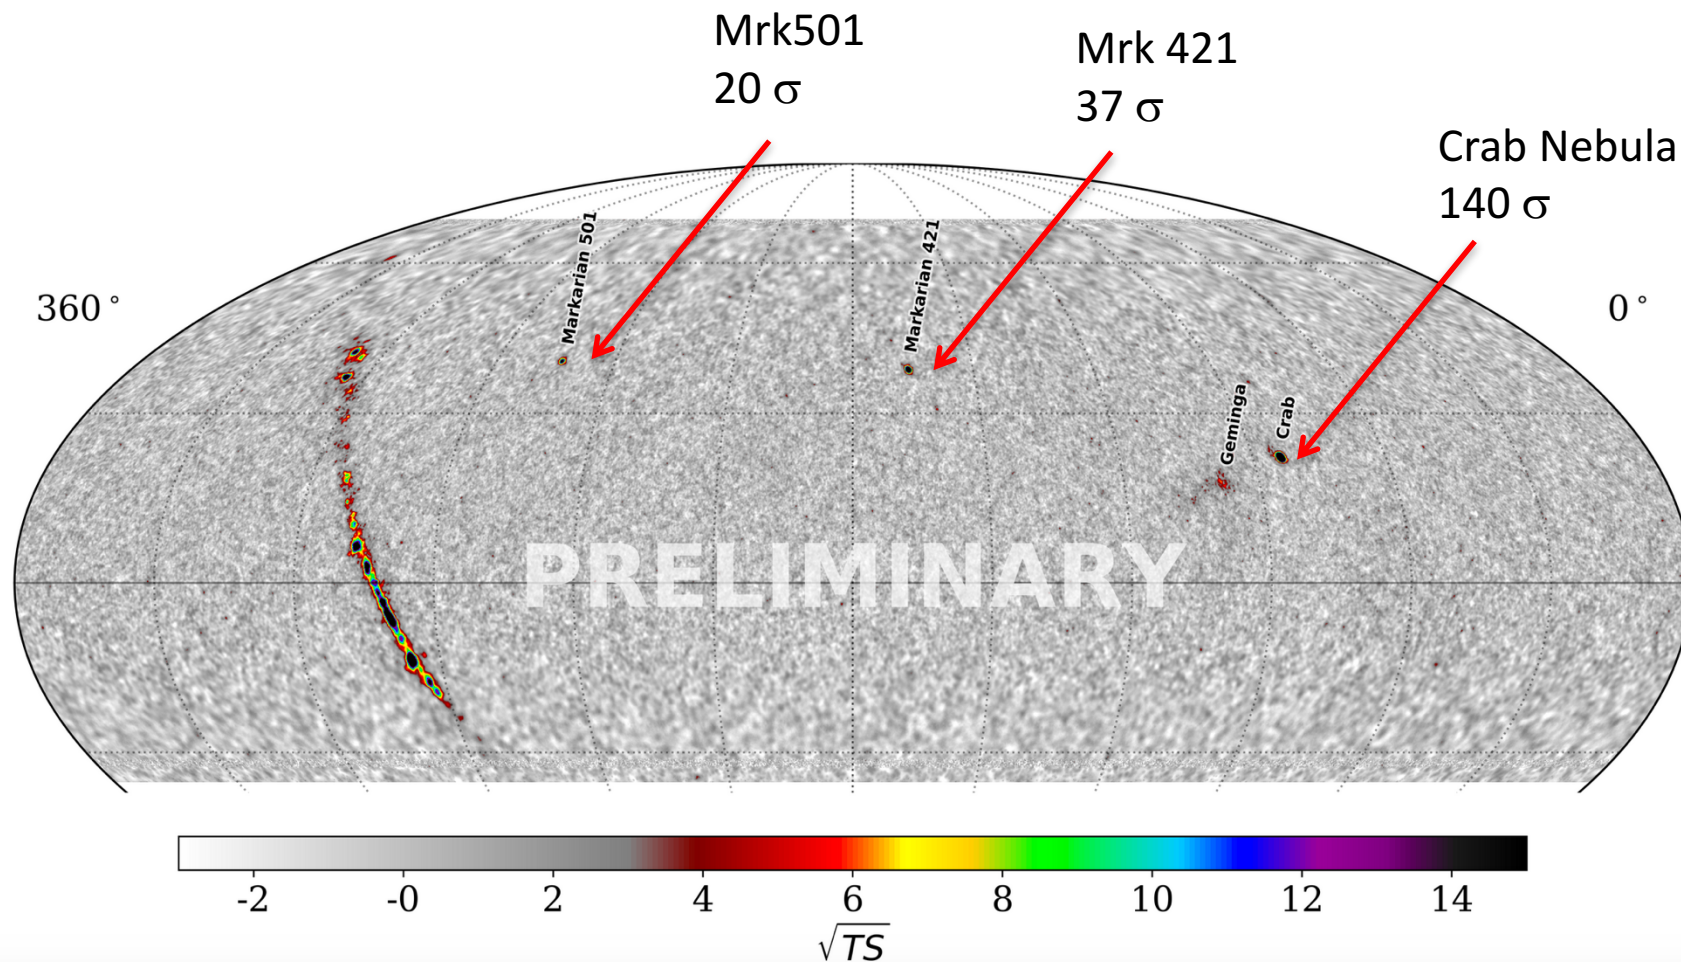 Mrk501
20 σ
Mrk 421
37 σ
Crab Nebula
140 σ
Markarian 501
Markarian 421
360 °
0 °
Geminga
Crab
PRELIMINARY
-2 -0 2 4 6 8 10 12 14
√TS